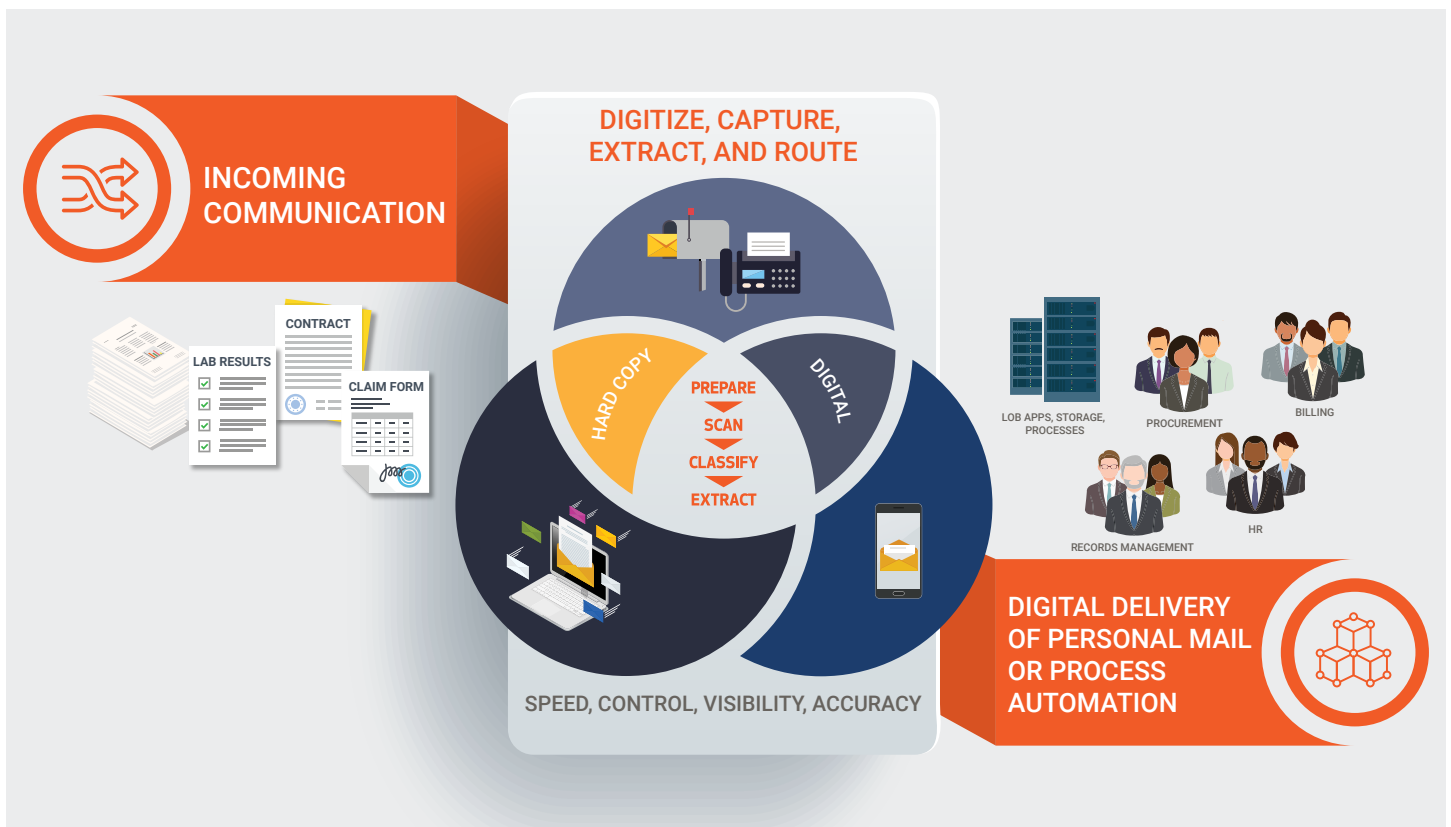 INCOMING
COMMUNICATION
CONTRACT
LAB RESULTS
CLAIM FORM
DIGITIZE, CAPTURE,
EXTRACT, AND ROUTE
HARD COPY
DIGITAL
PREPARE
SCAN
CLASSIFY
EXTRACT
SPEED, CONTROL, VISIBILITY, ACCURACY
LOB APPS, STORAGE,
PROCESSES
PROCUREMENT
BILLING
RECORDS MANAGEMENT
HR
DIGITAL DELIVERY
OF PERSONAL MAIL
OR PROCESS
AUTOMATION